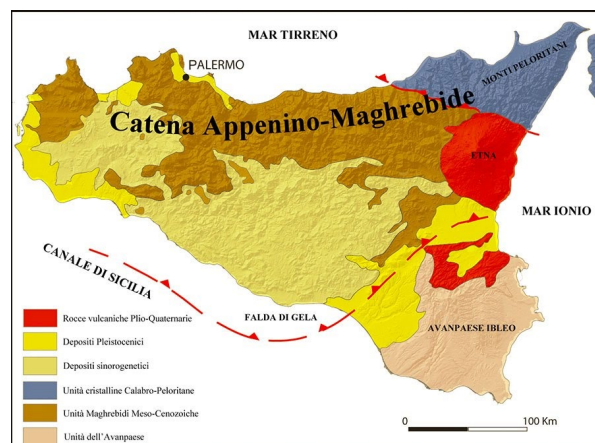 MAR TIRRENO
PALERMO
MONTI PELORITANI
Catena Appenino-Maghrebide
ETNA
MAR IONIO
CANALE DI SICILIA
FALDA DI GELA
AVANPAESE IBLEO
Rocce vulcaniche Plio-Quaternarie
Depositi Pleistocenici
Depositi sinorogenetici
Unità cristalline Calabro-Peloritane
Unità Maghrebidi Meso-Cenozoiche
Unità dell'Avanpaese
0 100 Km